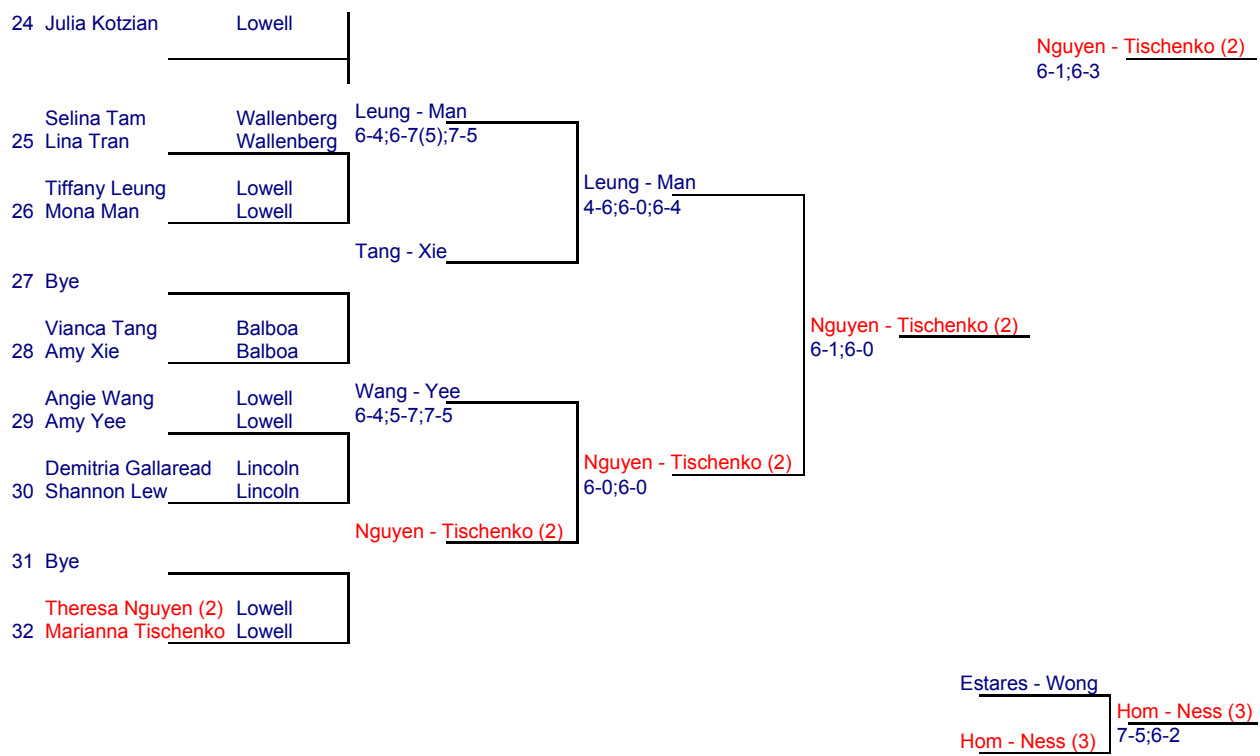 24 Julia Kotzian Lowell
Nguyen - Tischenko (2)
6-1;6-3
Selina Tam Wallenberg
25 Lina Tran Wallenberg
Leung - Man
6-4;6-7(5);7-5
Tiffany Leung Lowell
26 Mona Man Lowell
Leung - Man
4-6;6-0;6-4
Tang - Xie
27 Bye
Vianca Tang Balboa
28 Amy Xie Balboa
Nguyen - Tischenko (2)
6-1;6-0
Angie Wang Lowell
29 Amy Yee Lowell
Wang - Yee
6-4;5-7;7-5
Demitria Gallaread Lincoln
30 Shannon Lew Lincoln
Nguyen - Tischenko (2)
6-0;6-0
Nguyen - Tischenko (2)
31 Bye
Theresa Nguyen (2) Lowell
32 Marianna Tischenko Lowell
Estares - Wong
Hom - Ness (3)
7-5;6-2
Hom - Ness (3)